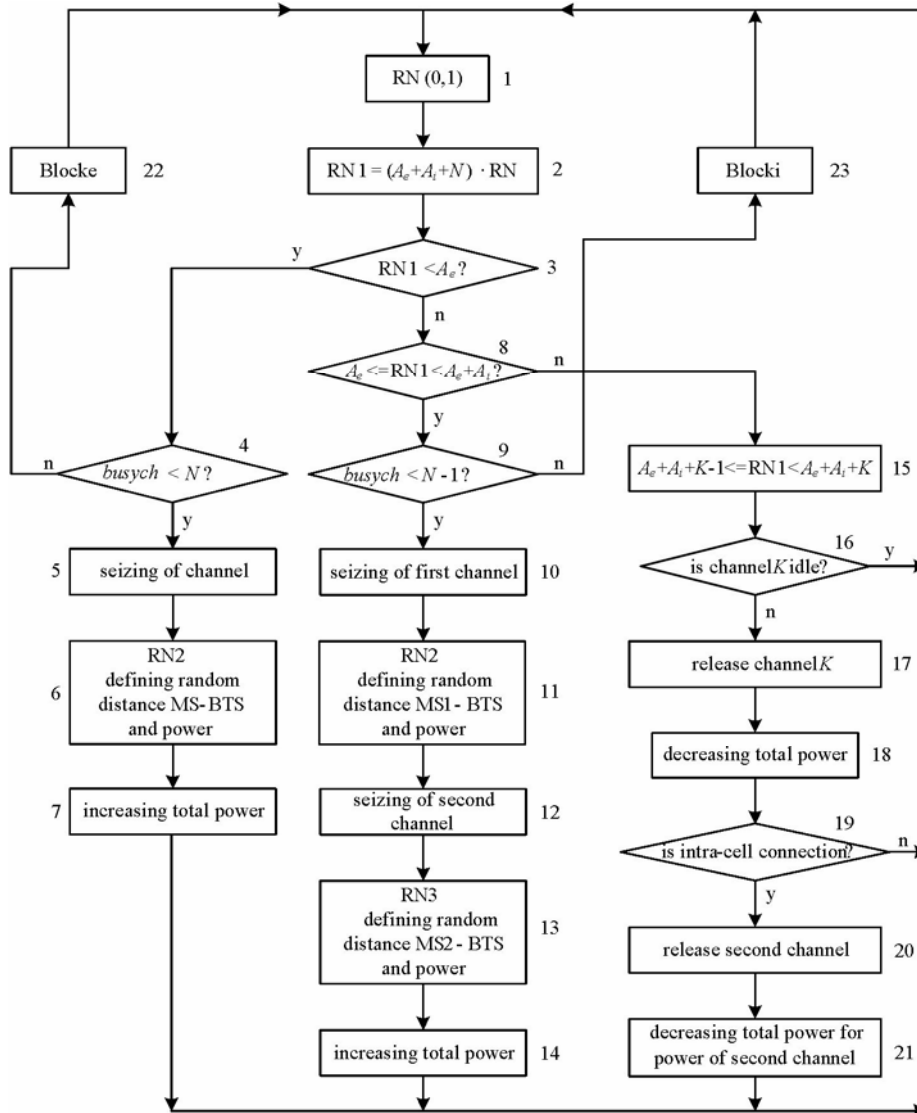 RN (0,1)
1
Blocke
22
RN1 = (Ae+Ai+N) · RN
2
Blocki
23
y
RN1 <Ae?
3
n
8
Ae <=RN1< Ae+Ai?
n
y
4
n
busych < N?
9
busych < N-1?
n
Ae+Ai+K-1<=RN1<Ae+Ai+K
15
y
y
5
seizing of channel
seizing of first channel
10
16
is channel K idle?
y
n
6
RN2
defining random
distance MS-BTS
and power
RN2
defining random
distance MS1- BTS
and power
11
release channel K
17
decreasing total power
18
7
increasing total power
seizing of second
channel
12
19
is intra-cell connection?
n
y
RN3
defining random
distance MS2 - BTS
and power
13
release second channel
20
increasing total power
14
decreasing total power for
power of second channel
21